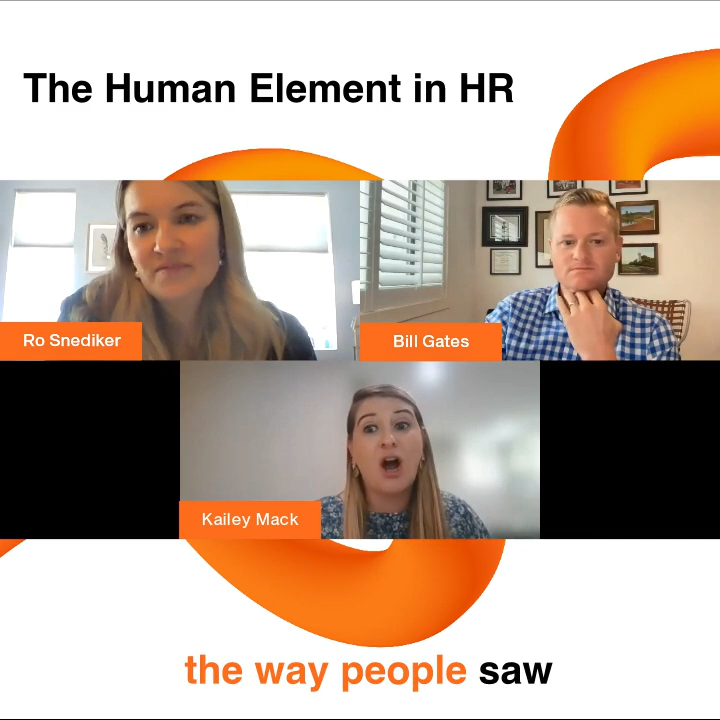 The Human Element in HR
Ro Snediker
Bill Gates
Kailey Mack
the way people saw